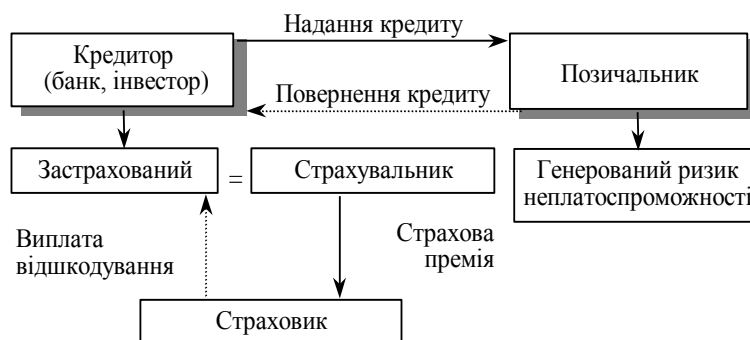 Надання кредиту
Кредитор
(банк, інвестор)
Позичальник
Повернення кредиту
Застрахований
=
Страхувальник
Генерований ризик
неплатоспроможності
Виплата
відшкодування
Страхова
премія
Страховик